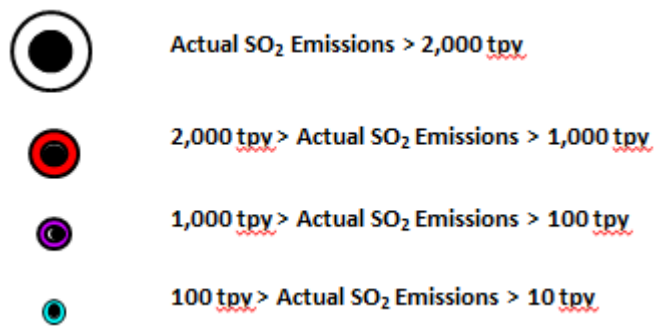 Actual SO₂ Emissions > 2,000 tpy
2,000 tpy > Actual SO₂ Emissions > 1,000 tpy
1,000 tpy > Actual SO₂ Emissions > 100 tpy
100 tpy > Actual SO₂ Emissions > 10 tpy